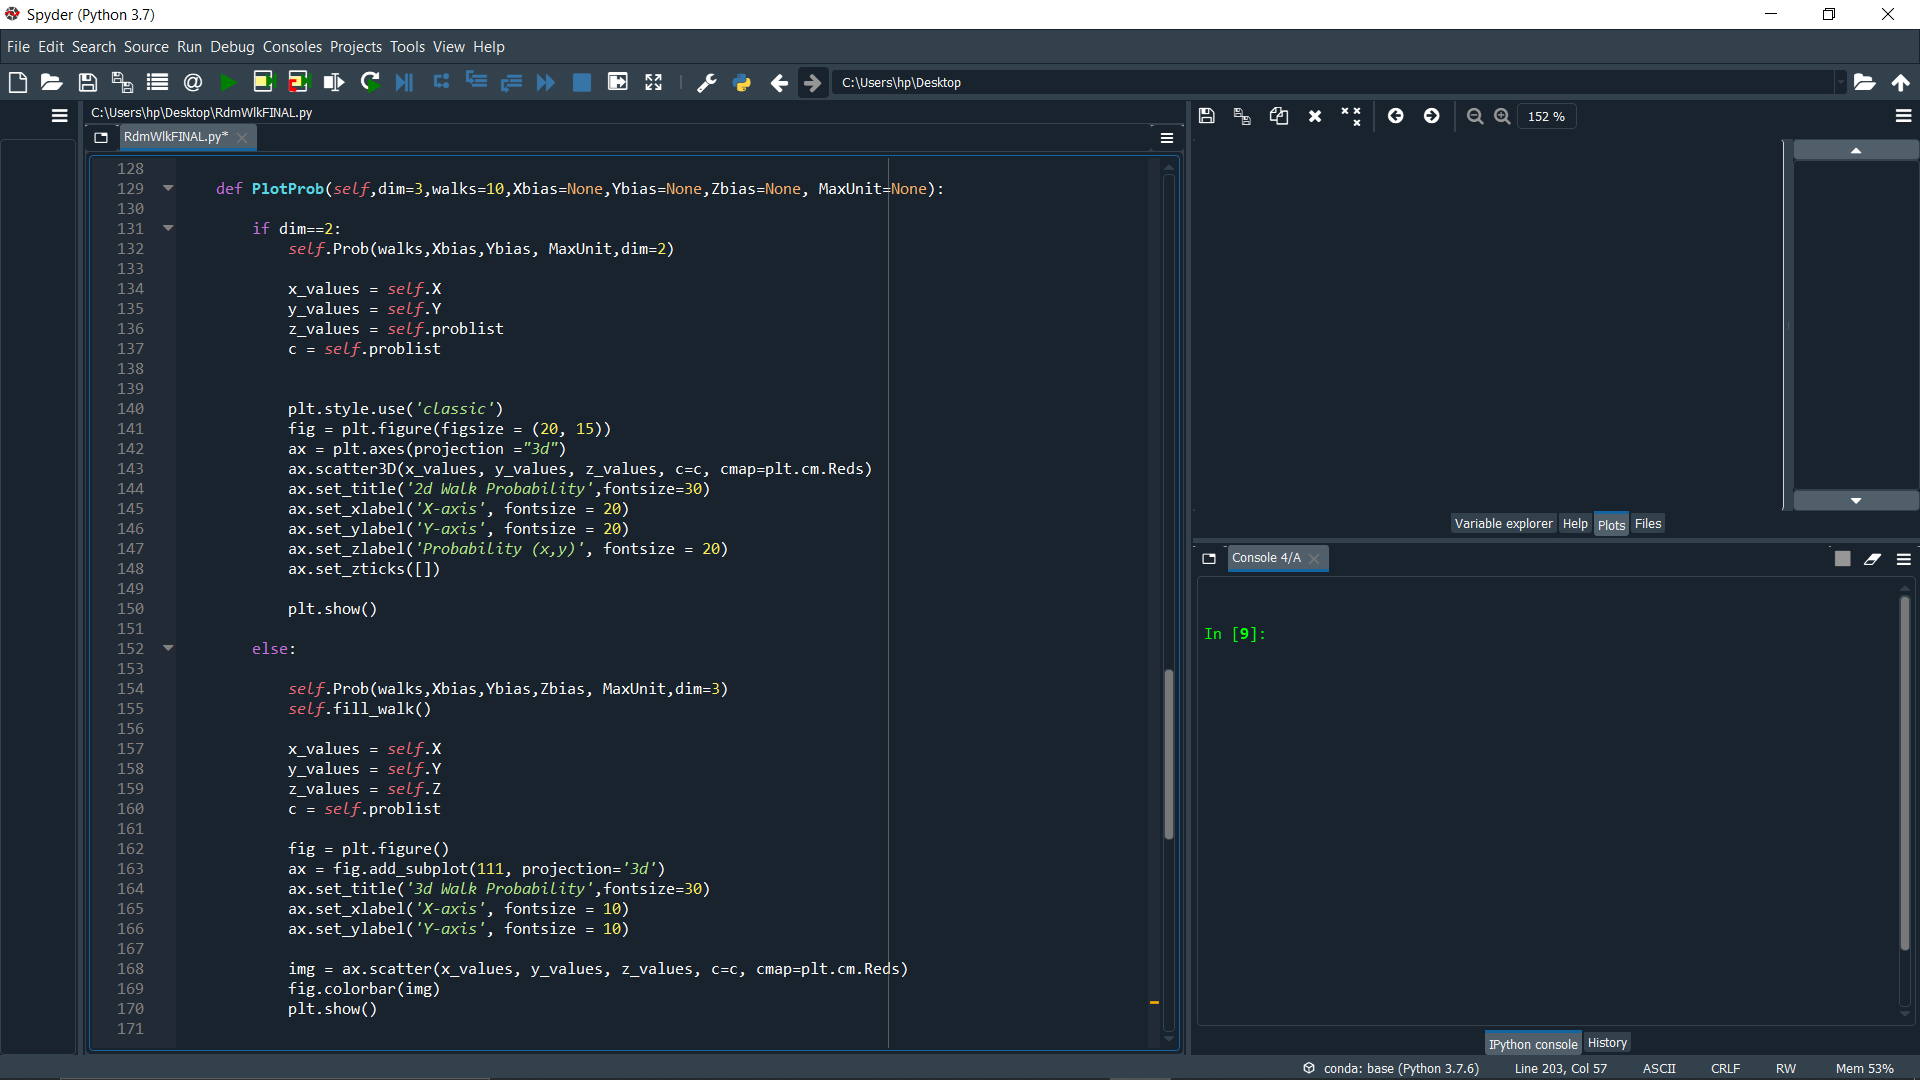 Spyder (Python 3.7)
File Edit Search Source Run Debug Consoles Projects Tools View Help
C:\Users\hp\Desktop
C:\Users\hp\Desktop\RdmWlkFINAL.py
RdmWlkFINAL.py*
128
129 def PlotProb(self,dim=3,walks=10,Xbias=None,Ybias=None,Zbias=None, MaxUnit=None):
130
131 if dim==2:
132 self.Prob(walks,Xbias,Ybias, MaxUnit,dim=2)
133
134 x_values = self.X
135 y_values = self.Y
136 z_values = self.problist
137 c = self.problist
138
139
140 plt.style.use('classic')
141 fig = plt.figure(figsize = (20, 15))
142 ax = plt.axes(projection ="3d")
143 ax.scatter3D(x_values, y_values, z_values, c=c, cmap=plt.cm.Reds)
144 ax.set_title('2d Walk Probability',fontsize=30)
145 ax.set_xlabel('X-axis', fontsize = 20)
146 ax.set_ylabel('Y-axis', fontsize = 20)
147 ax.set_zlabel('Probability (x,y)', fontsize = 20)
148 ax.set_zticks([])
149
150 plt.show()
151
152 else:
153
154 self.Prob(walks,Xbias,Ybias,Zbias, MaxUnit,dim=3)
155 self.fill_walk()
156
157 x_values = self.X
158 y_values = self.Y
159 z_values = self.Z
160 c = self.problist
161
162 fig = plt.figure()
163 ax = fig.add_subplot(111, projection='3d')
164 ax.set_title('3d Walk Probability',fontsize=30)
165 ax.set_xlabel('X-axis', fontsize = 10)
166 ax.set_ylabel('Y-axis', fontsize = 10)
167
168 img = ax.scatter(x_values, y_values, z_values, c=c, cmap=plt.cm.Reds)
169 fig.colorbar(img)
170 plt.show()
171
152 %
Variable explorer Help Plots Files
Console 4/A
In [9]:
IPython console History
conda: base (Python 3.7.6) Line 203, Col 57 ASCII CRLF RW Mem 53%